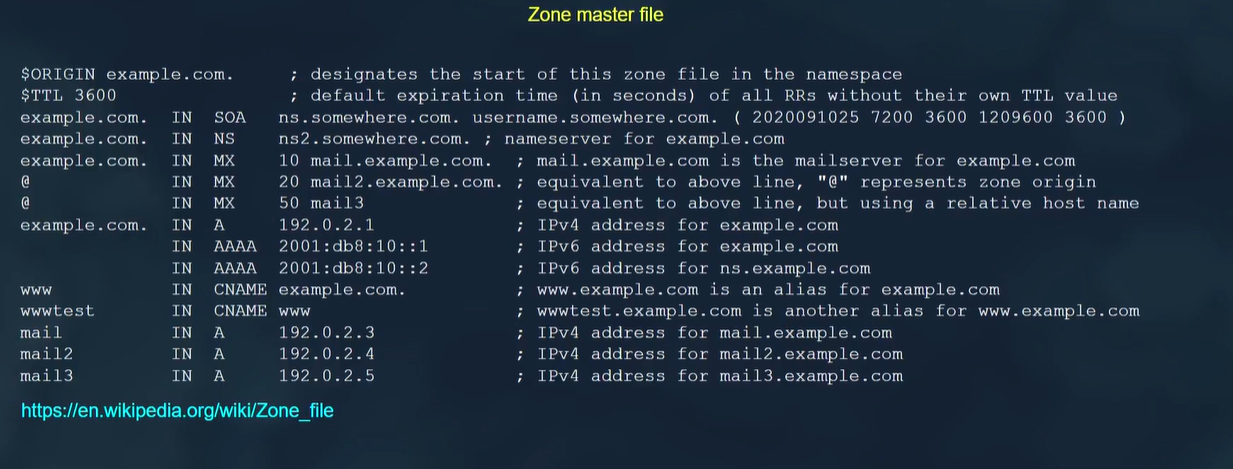 Zone master file
$ORIGIN example.com.      ; designates the start of this zone file in the namespace
$TTL 3600                 ; default expiration time (in seconds) of all RRs without their own TTL value
example.com.  IN  SOA   ns.somewhere.com. username.somewhere.com. ( 2020091025 7200 3600 1209600 3600 )
example.com.  IN  NS    ns2.somewhere.com. ; nameserver for example.com
example.com.  IN  MX    10 mail.example.com.  ; mail.example.com is the mailserver for example.com
@             IN  MX    20 mail2.example.com. ; equivalent to above line, "@" represents zone origin
@             IN  MX    50 mail3              ; equivalent to above line, but using a relative host name
example.com.  IN  A     192.0.2.1             ; IPv4 address for example.com
              IN  AAAA  2001:db8:10::1        ; IPv6 address for example.com
              IN  AAAA  2001:db8:10::2        ; IPv6 address for ns.example.com
www           IN  CNAME example.com.          ; www.example.com is an alias for example.com
wwwtest       IN  CNAME www                   ; wwwtest.example.com is another alias for www.example.com
mail          IN  A     192.0.2.3             ; IPv4 address for mail.example.com
mail2         IN  A     192.0.2.4             ; IPv4 address for mail2.example.com
mail3         IN  A     192.0.2.5             ; IPv4 address for mail3.example.com
https://en.wikipedia.org/wiki/Zone_file